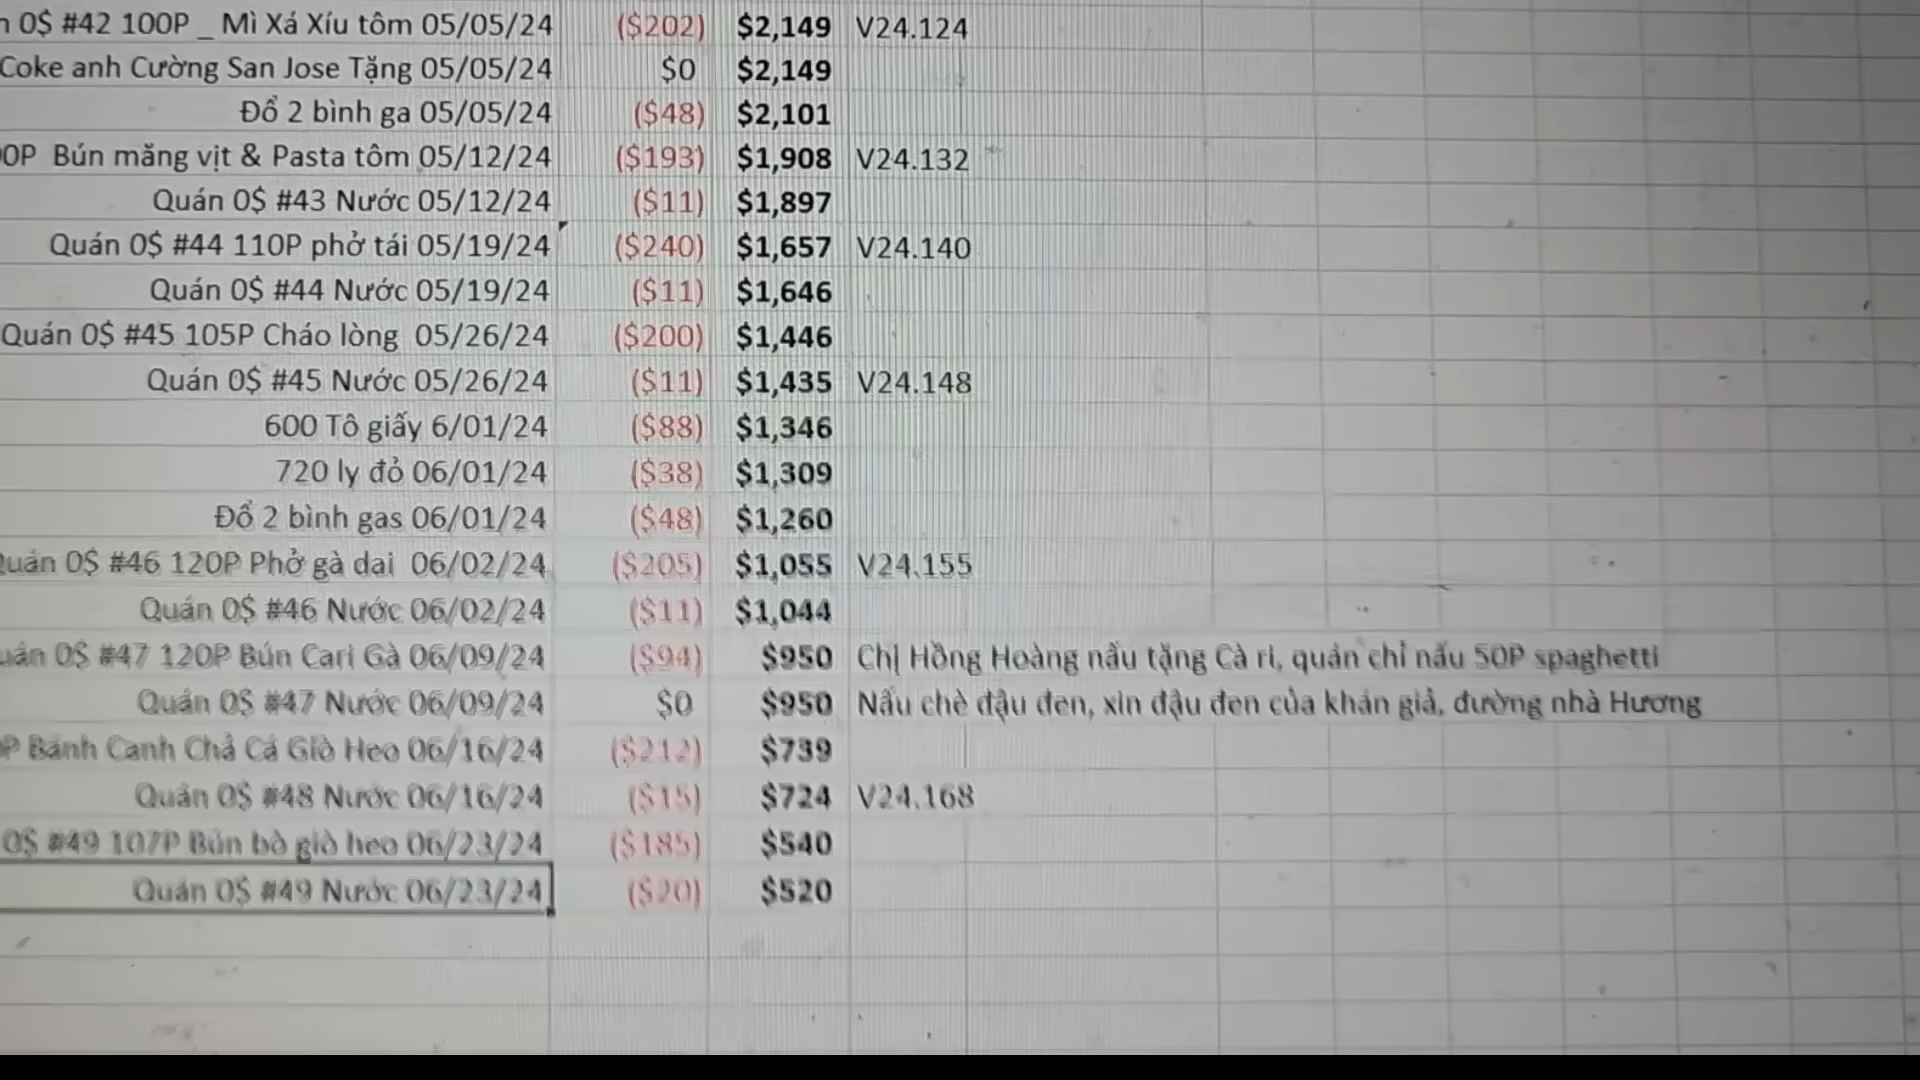 0$ #42 100P _ Mì Xá Xíu tôm 05/05/24 ($202) $2,149 V24.124
Coke anh Cường San Jose Tặng 05/05/24 $0 $2,149
Đổ 2 bình ga 05/05/24 ($48) $2,101
Bún măng vịt & Pasta tôm 05/12/24 ($193) $1,908 V24.132
Quán 0$ #43 Nước 05/12/24 ($11) $1,897
Quán 0$ #44 110P phở tái 05/19/24 ($240) $1,657 V24.140
Quán 0$ #44 Nước 05/19/24 ($11) $1,646
Quán 0$ #45 105P Cháo lòng 05/26/24 ($200) $1,446
Quán 0$ #45 Nước 05/26/24 ($11) $1,435 V24.148
600 Tô giấy 6/01/24 ($88) $1,346
720 ly đỏ 06/01/24 ($38) $1,309
Đổ 2 bình gas 06/01/24 ($48) $1,260
Quán 0$ #46 120P Phở gà dai 06/02/24 ($205) $1,055 V24.155
Quán 0$ #46 Nước 06/02/24 ($11) $1,044
0$ #47 120P Bún Cari Gà 06/09/24 ($94) $950 Chị Hồng Hoàng nấu tặng Cà ri, quán chỉ nấu 50P spaghetti
Quán 0$ #47 Nước 06/09/24 $0 $950 Nấu chè đậu đen, xin đậu đen của khán giả, đường nhà Hương
P Bánh Canh Chả Cá Giò Heo 06/16/24 ($212) $739
Quán 0$ #48 Nước 06/16/24 ($15) $724 V24.168
0$ #49 107P Bún bò giò heo 06/23/24 ($185) $540
Quán 0$ #49 Nước 06/23/24 ($20) $520